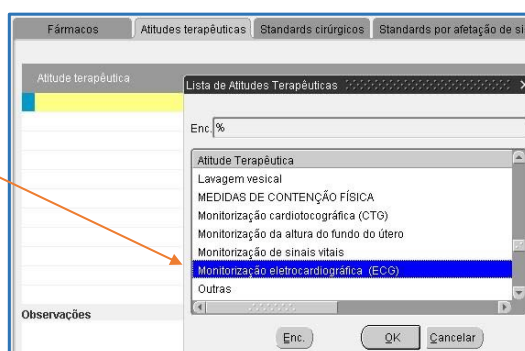 Fármacos Atitudes terapêuticas Standards cirúrgicos Standards por afetação de
Atitude terapêutica
Lista de Atitudes Terapêuticas
Enc. %
Atitude Terapêutica
Lavagem vesical
MEDIDAS DE CONTENÇÃO FÍSICA
Monitorização cardiotocográfica (CTG)
Monitorização da altura do fundo do útero
Monitorização de sinais vitais
Monitorização eletrocardiográfica (ECG)
Outras
Observações
Enc. OK Cancelar